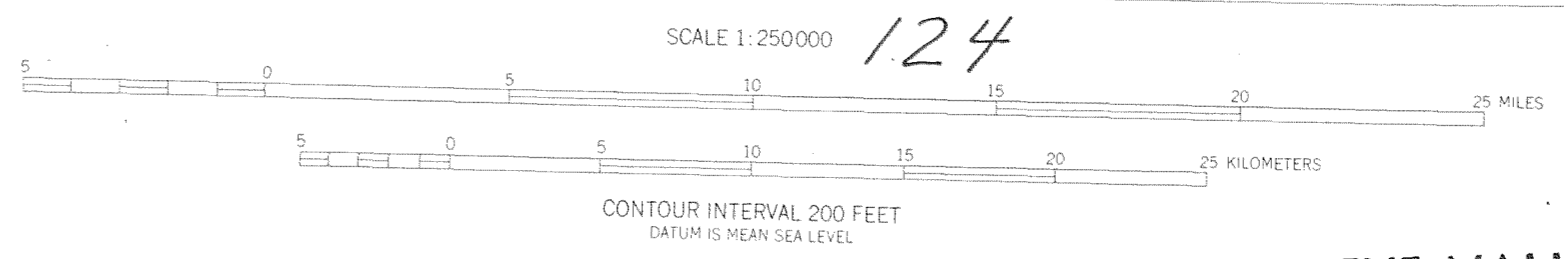 SCALE 1:250000 124
5 0 5 10 15 20 25 MILES
5 0 5 10 15 20 25 KILOMETERS
CONTOUR INTERVAL 200 FEET
DATUM IS MEAN SEA LEVEL